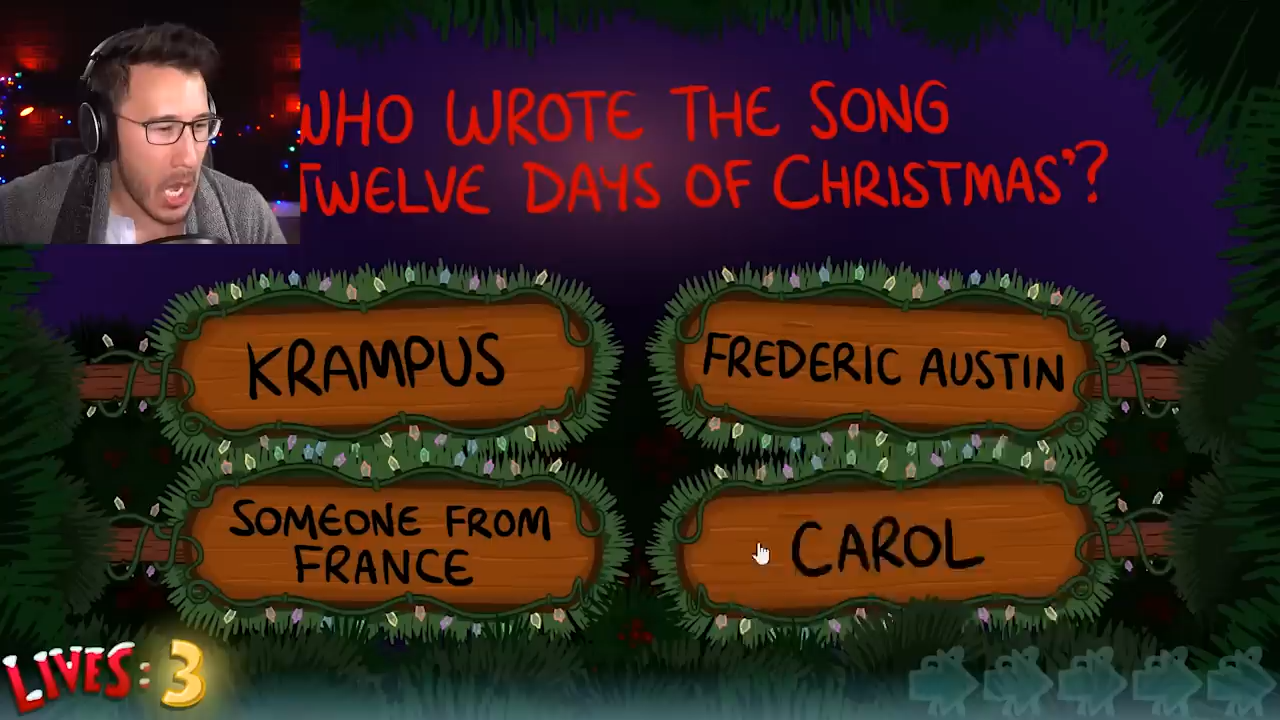 WHO WROTE THE SONG
TWELVE DAYS OF CHRISTMAS'?
KRAMPUS
FREDERIC AUSTIN
SOMEONE FROM
FRANCE
CAROL
LIVES: 3